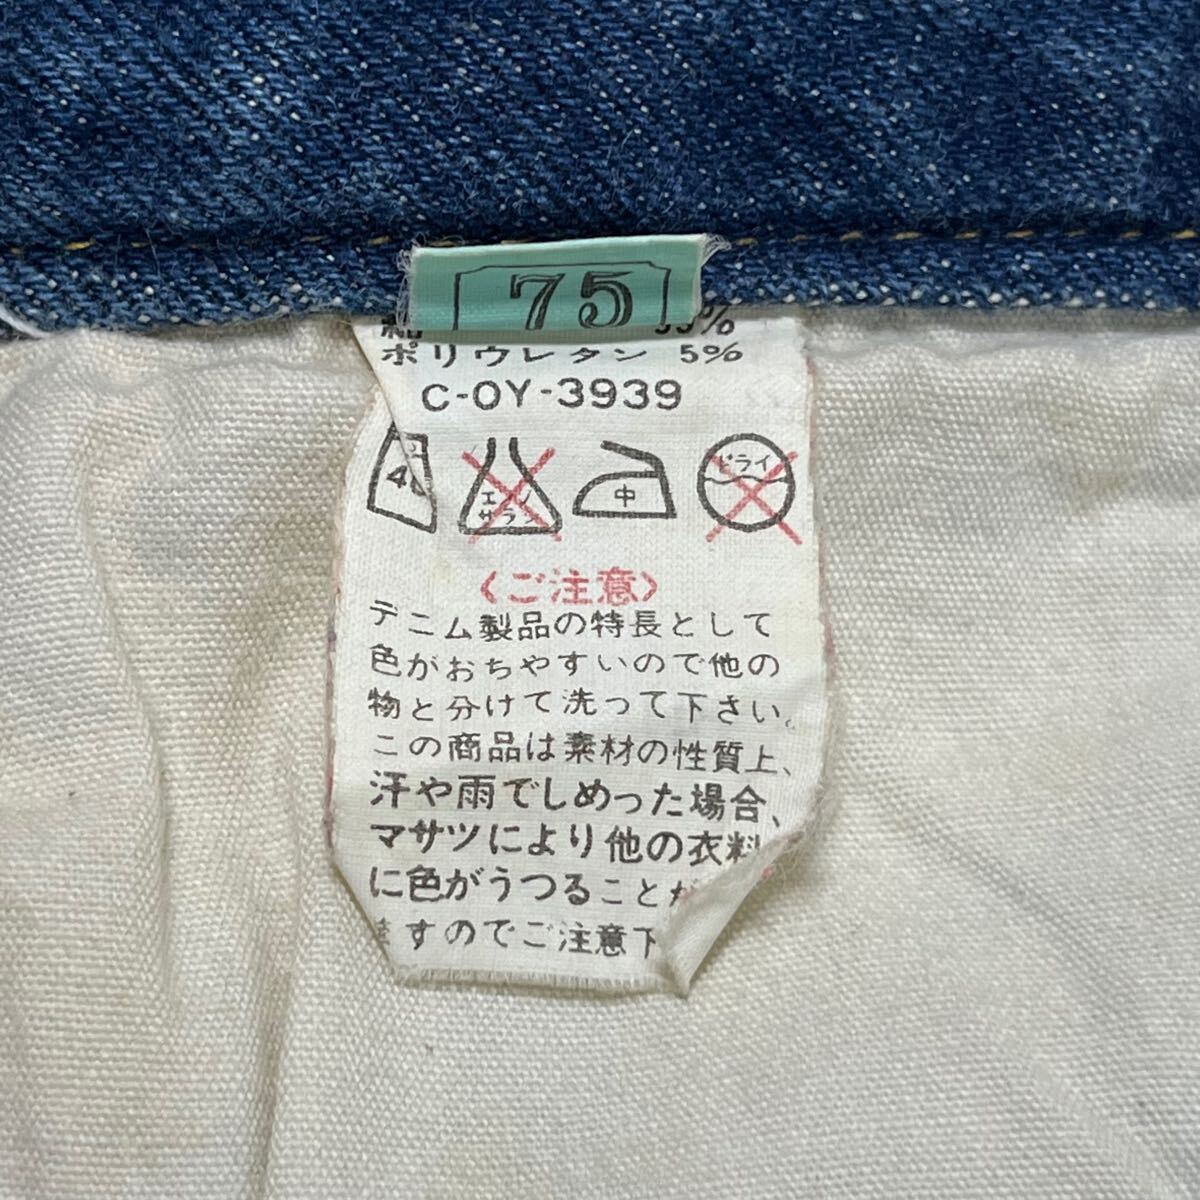 75
ポリウレタン 5%
C-OY-3939
中
ドライ
〈ご注意〉
デニム製品の特長として
色がおちやすいので他の
物と分けて洗って下さい。
この商品は素材の性質上、
汗や雨でしめった場合、
マサツにより他の衣料
に色がうつることが
ますのでご注意下